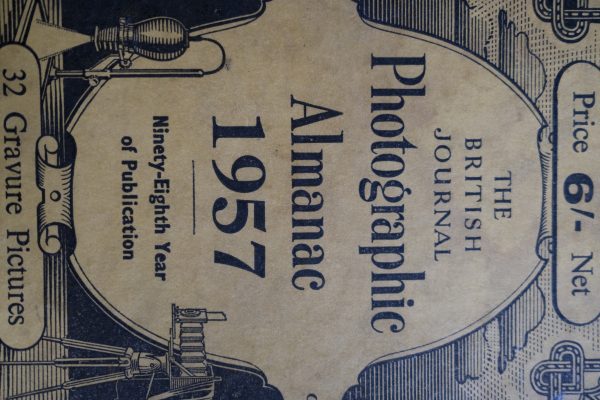 Price 6/- Net
THE
BRITISH
JOURNAL
Photographic
Almanac
1957
Ninety-Eighth Year
of Publication
32 Gravure Pictures